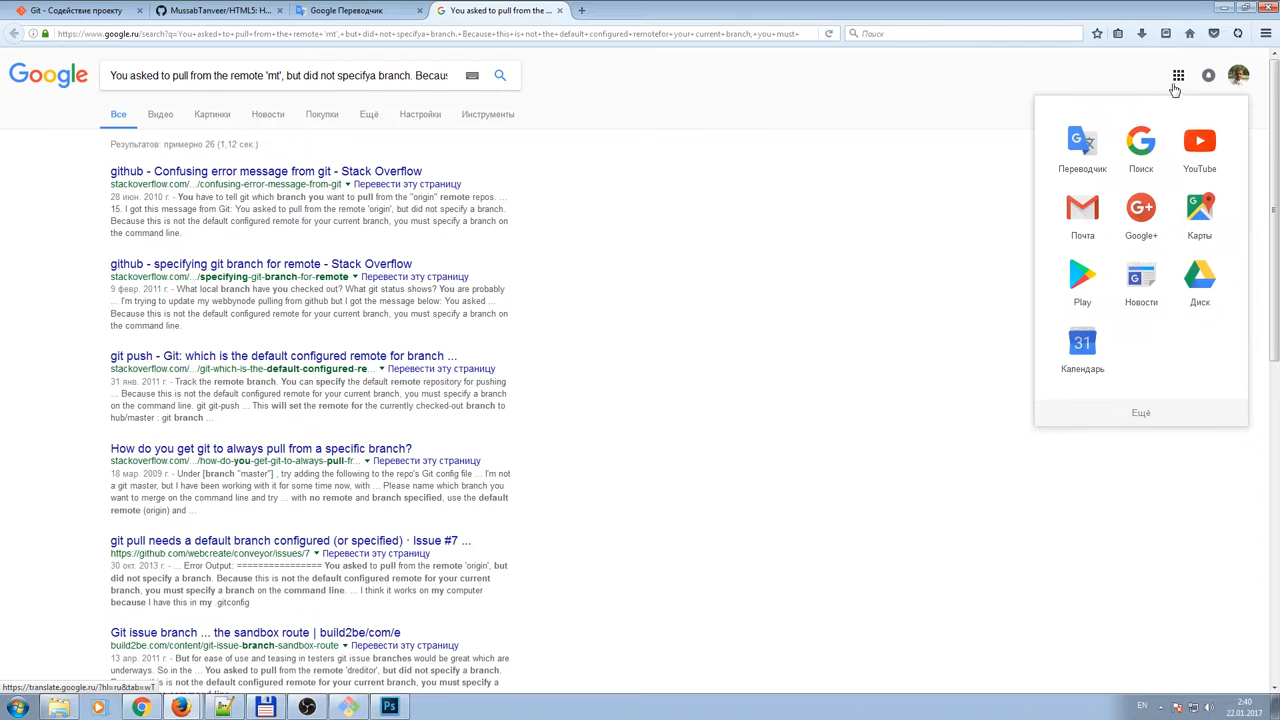 Git - Содействие проекту
MussabTanveer/HTML5: H...
Google Переводчик
You asked to pull from the ...
https://www.google.ru/search?q=You+asked+to+pull+from+the+remote+'mt',+but+did+not+specifya+branch.+Because+this+is+not+the+default+configured+remotefor+your+current+branch,+you+must+
Поиск
Google
You asked to pull from the remote 'mt', but did not specifya branch. Becaus
Все Видео Картинки Новости Покупки Ещё Настройки Инструменты
Результатов: примерно 26 (1,12 сек.)
github - Confusing error message from git - Stack Overflow
stackoverflow.com/.../confusing-error-message-from-git Перевести эту страницу
28 июн. 2010 г. - You have to tell git which branch you want to pull from the "origin" remote repos. ...
15. I got this message from Git: You asked to pull from the remote 'origin', but did not specify a branch.
Because this is not the default configured remote for your current branch, you must specify a branch on
the command line.
github - specifying git branch for remote - Stack Overflow
stackoverflow.com/.../specifying-git-branch-for-remote Перевести эту страницу
9 февр. 2011 г. - What local branch have you checked out? What git status shows? You are probably
... I'm trying to update my webbynode pulling from github but I got the message below: You asked ...
Because this is not the default configured remote for your current branch, you must specify a branch on
the command line.
git push - Git: which is the default configured remote for branch ...
stackoverflow.com/.../git-which-is-the-default-configured-re... Перевести эту страницу
31 янв. 2011 г. - Track the remote branch. You can specify the default remote repository for pushing
... Because this is not the default configured remote for your current branch, you must specify a branch
on the command line. git git-push ... This will set the remote for the currently checked-out branch to
hub/master : git branch ...
How do you get git to always pull from a specific branch?
stackoverflow.com/.../how-do-you-get-git-to-always-pull-fr... Перевести эту страницу
18 мар. 2009 г. - Under [branch "master"] , try adding the following to the repo's Git config file ... I'm not
a git master, but I have been working with it for some time now, with ... Please name which branch you
want to merge on the command line and try ... with no remote and branch specified, use the default
remote (origin) and ...
git pull needs a default branch configured (or specified) · Issue #7 ...
https://github.com/webcreate/conveyor/issues/7 Перевести эту страницу
30 окт. 2013 г. - ... Error Output: ================ You asked to pull from the remote 'origin', but
did not specify a branch. Because this is not the default configured remote for your current
branch, you must specify a branch on the command line. ... I think it works on my computer
because I have this in my .gitconfig
Git issue branch ... the sandbox route | build2be/com/e
build2be.com/content/git-issue-branch-sandbox-route Перевести эту страницу
13 апр. 2011 г. - But for ease of use and teasing in testers git issue branches would be great which are
underways. So in the ... You asked to pull from the remote 'dreditor', but did not specify a branch.
Because this is not the default configured remote for your current branch, you must specify a
Переводчик Поиск YouTube
Почта Google+ Карты
Play Новости Диск
31
Календарь
Ещё
https://translate.google.ru/?hl=ru&tab=wT
Ps
EN
2:40
22.01.2017